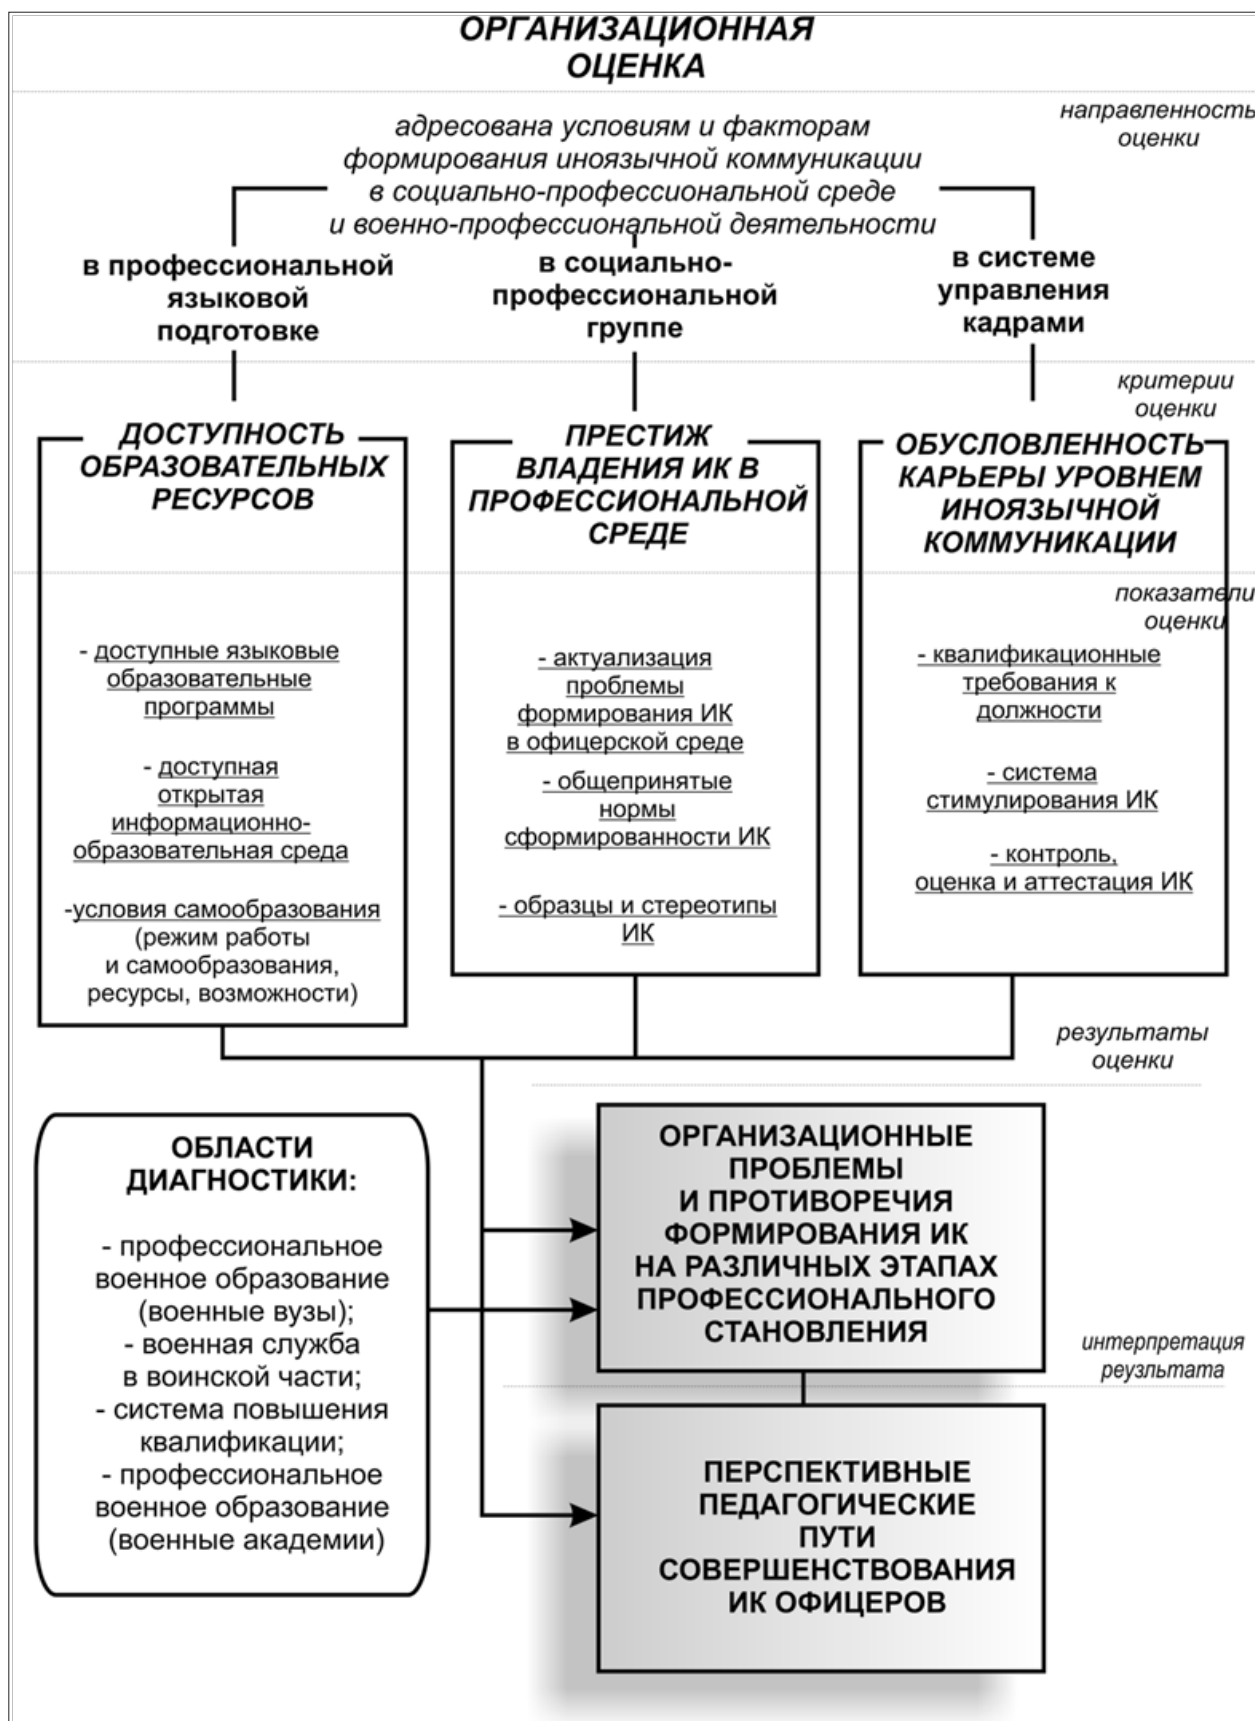 ОРГАНИЗАЦИОННАЯ
ОЦЕНКА
направленность
оценки
адресована условиям и факторам
формирования иноязычной коммуникации
в социально-профессиональной среде
и военно-профессиональной деятельности
в профессиональной
языковой
подготовке
в социально-
профессиональной
группе
в системе
управления
кадрами
критерии
оценки
ДОСТУПНОСТЬ
ОБРАЗОВАТЕЛЬНЫХ
РЕСУРСОВ
ПРЕСТИЖ
ВЛАДЕНИЯ ИК В
ПРОФЕССИОНАЛЬНОЙ
СРЕДЕ
ОБУСЛОВЛЕННОСТЬ
КАРЬЕРЫ УРОВНЕМ
ИНОЯЗЫЧНОЙ
КОММУНИКАЦИИ
показатели
оценки
- доступные языковые
образовательные
программы
- доступная
открытая
информационно-
образовательная среда
-условия самообразования
(режим работы
и самообразования,
ресурсы, возможности)
- актуализация
проблемы
формирования ИК
в офицерской среде
- общепринятые
нормы
сформированности ИК
- образцы и стереотипы
ИК
- квалификационные
требования к
должности
- система
стимулирования ИК
- контроль,
оценка и аттестация ИК
результаты
оценки
ОБЛАСТИ
ДИАГНОСТИКИ:
- профессиональное
военное образование
(военные вузы);
- военная служба
в воинской части;
- система повышения
квалификации;
- профессиональное
военное образование
(военные академии)
ОРГАНИЗАЦИОННЫЕ
ПРОБЛЕМЫ
И ПРОТИВОРЕЧИЯ
ФОРМИРОВАНИЯ ИК
НА РАЗЛИЧНЫХ ЭТАПАХ
ПРОФЕССИОНАЛЬНОГО
СТАНОВЛЕНИЯ
интерпретация
реузльтата
ПЕРСПЕКТИВНЫЕ
ПЕДАГОГИЧЕСКИЕ
ПУТИ
СОВЕРШЕНСТВОВАНИЯ
ИК ОФИЦЕРОВ